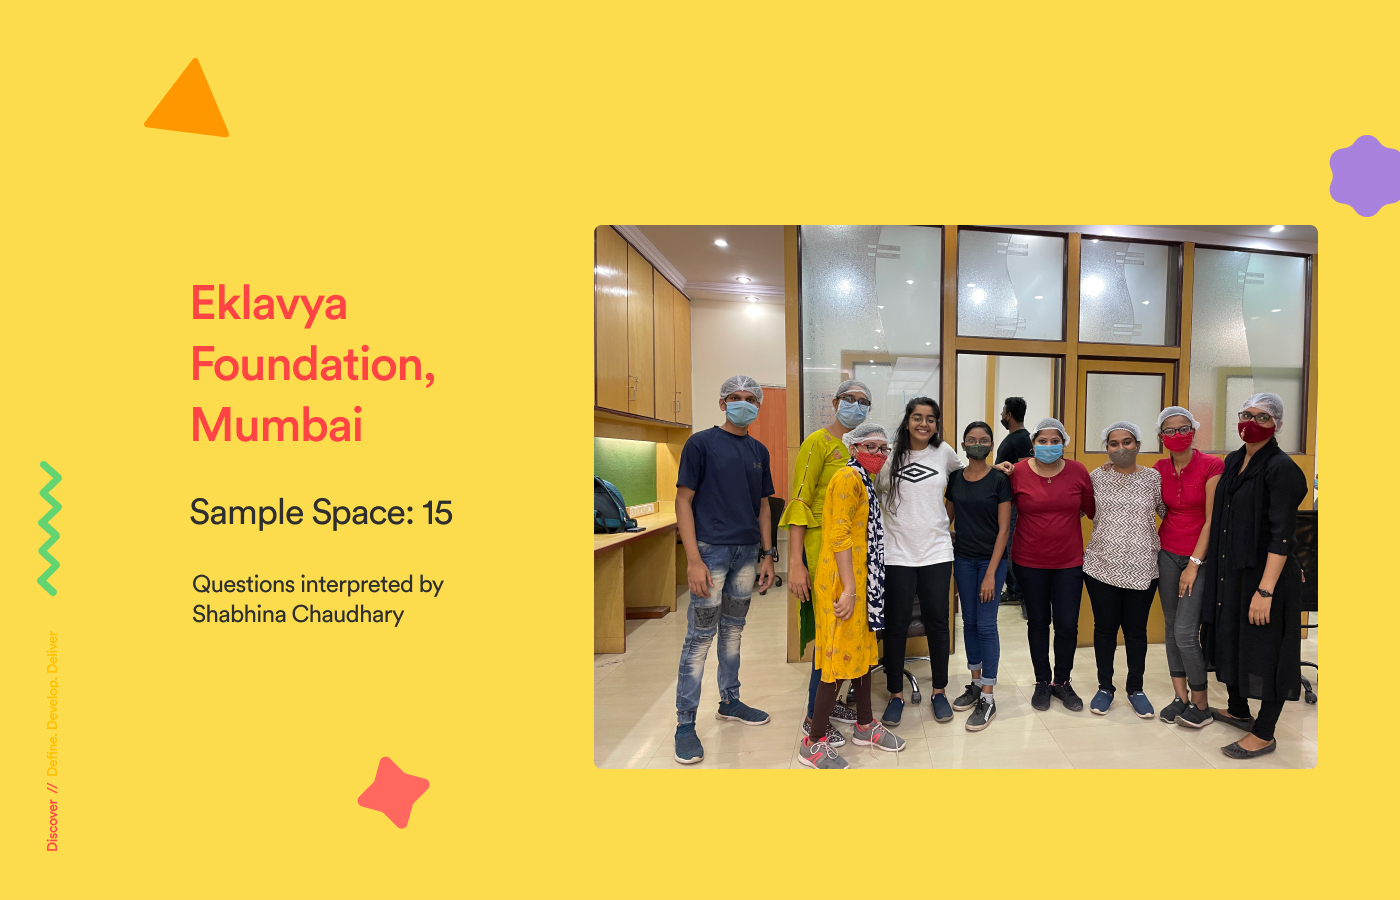 Eklavya
Foundation,
Mumbai
Sample Space: 15
Questions interpreted by
Shabhina Chaudhary
Discover // Define. Develop. Deliver